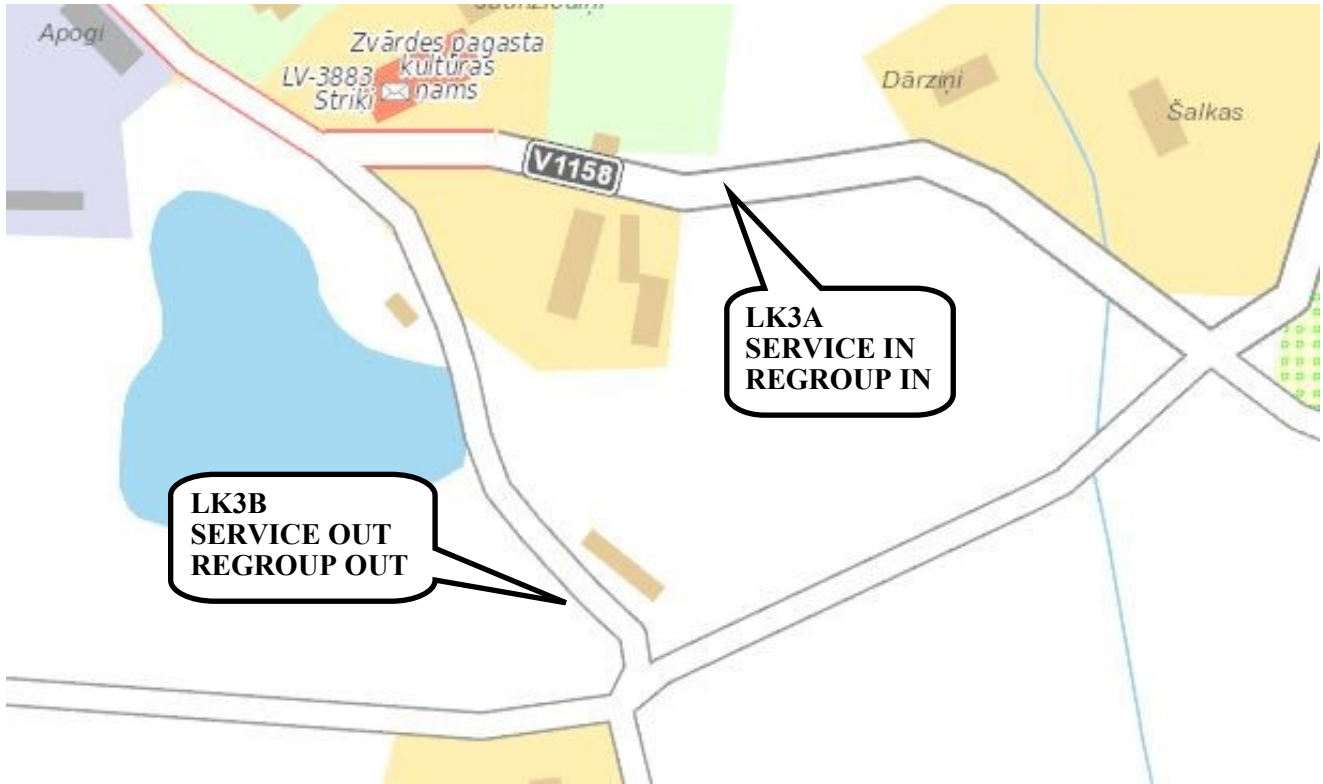 Apogi
Zvārdes pagasta
kultūras
nams
LV-3883
Striķi
Dārziņi
Šalkas
V1158
LK3A
SERVICE IN
REGROUP IN
LK3B
SERVICE OUT
REGROUP OUT